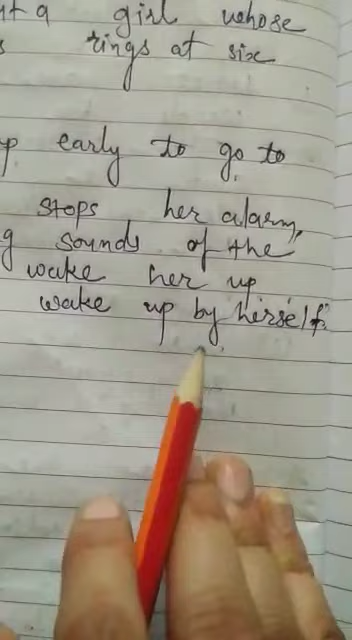 a girl whose
rings at six
early to go to
stops her alarm,
sounds of the
wake her up
wake up by herself.